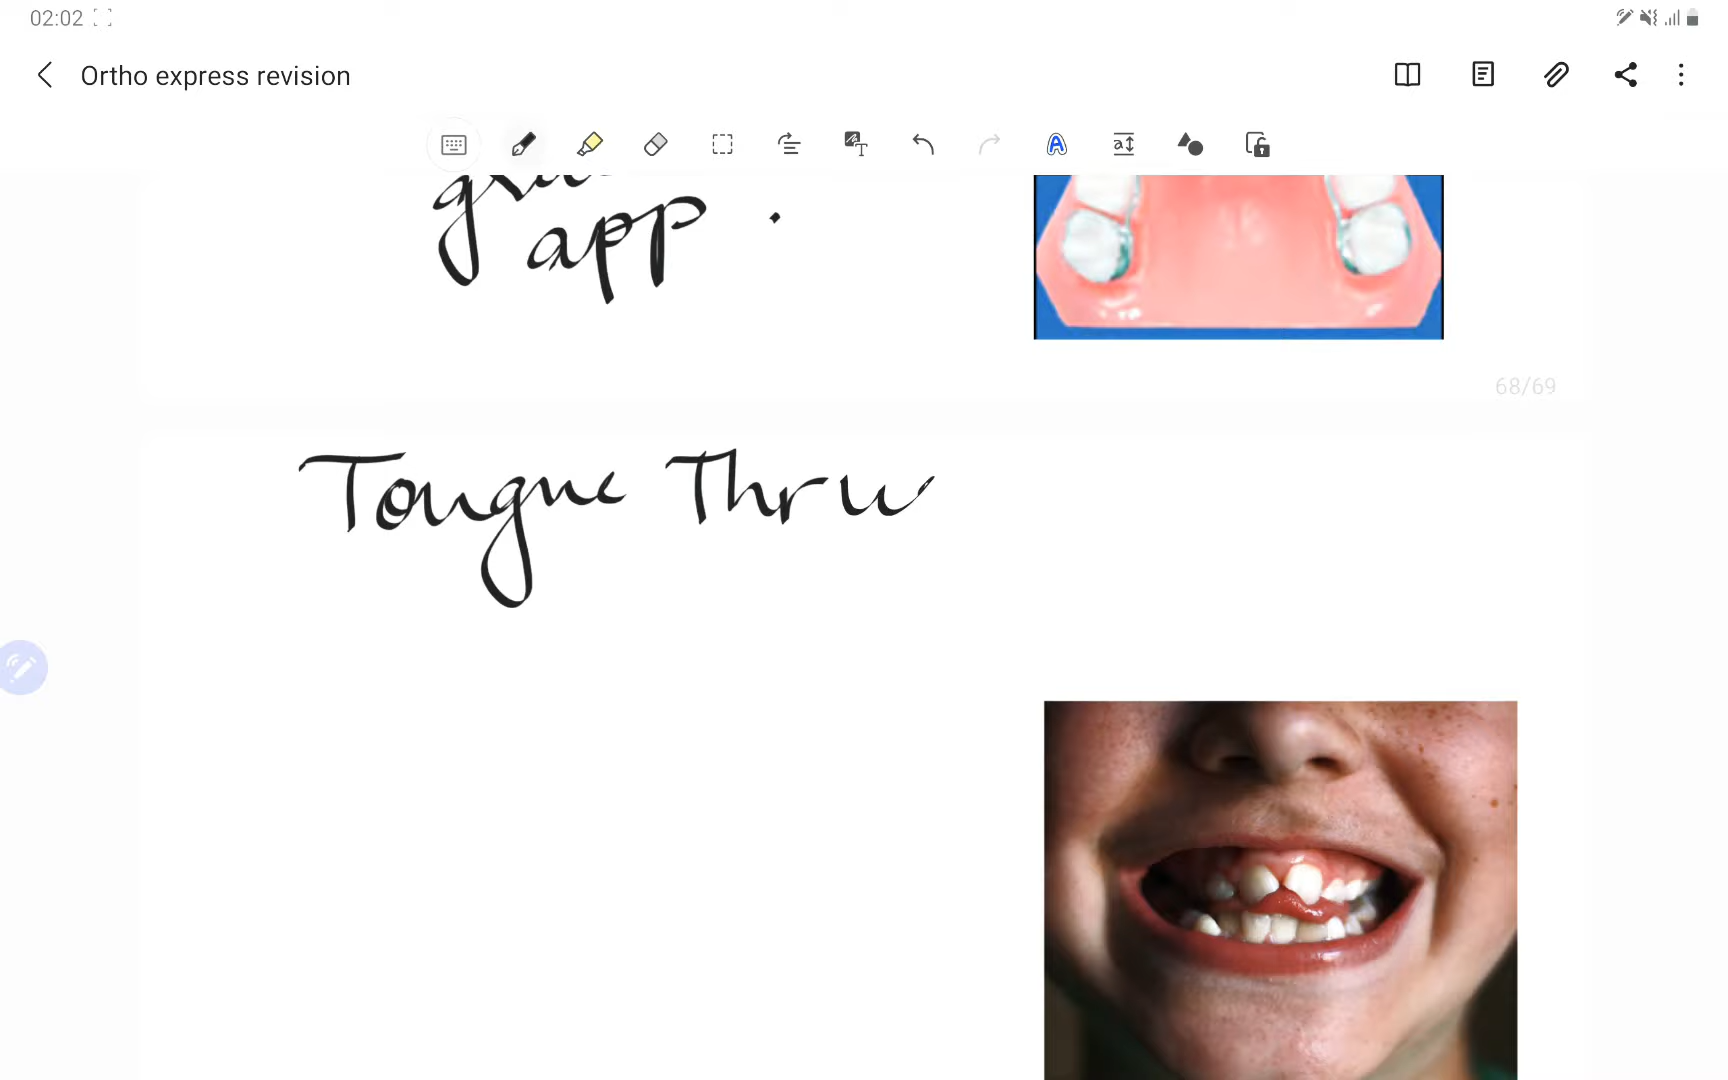 02:02
Ortho express revision
app .
68/69
Tongue Thru